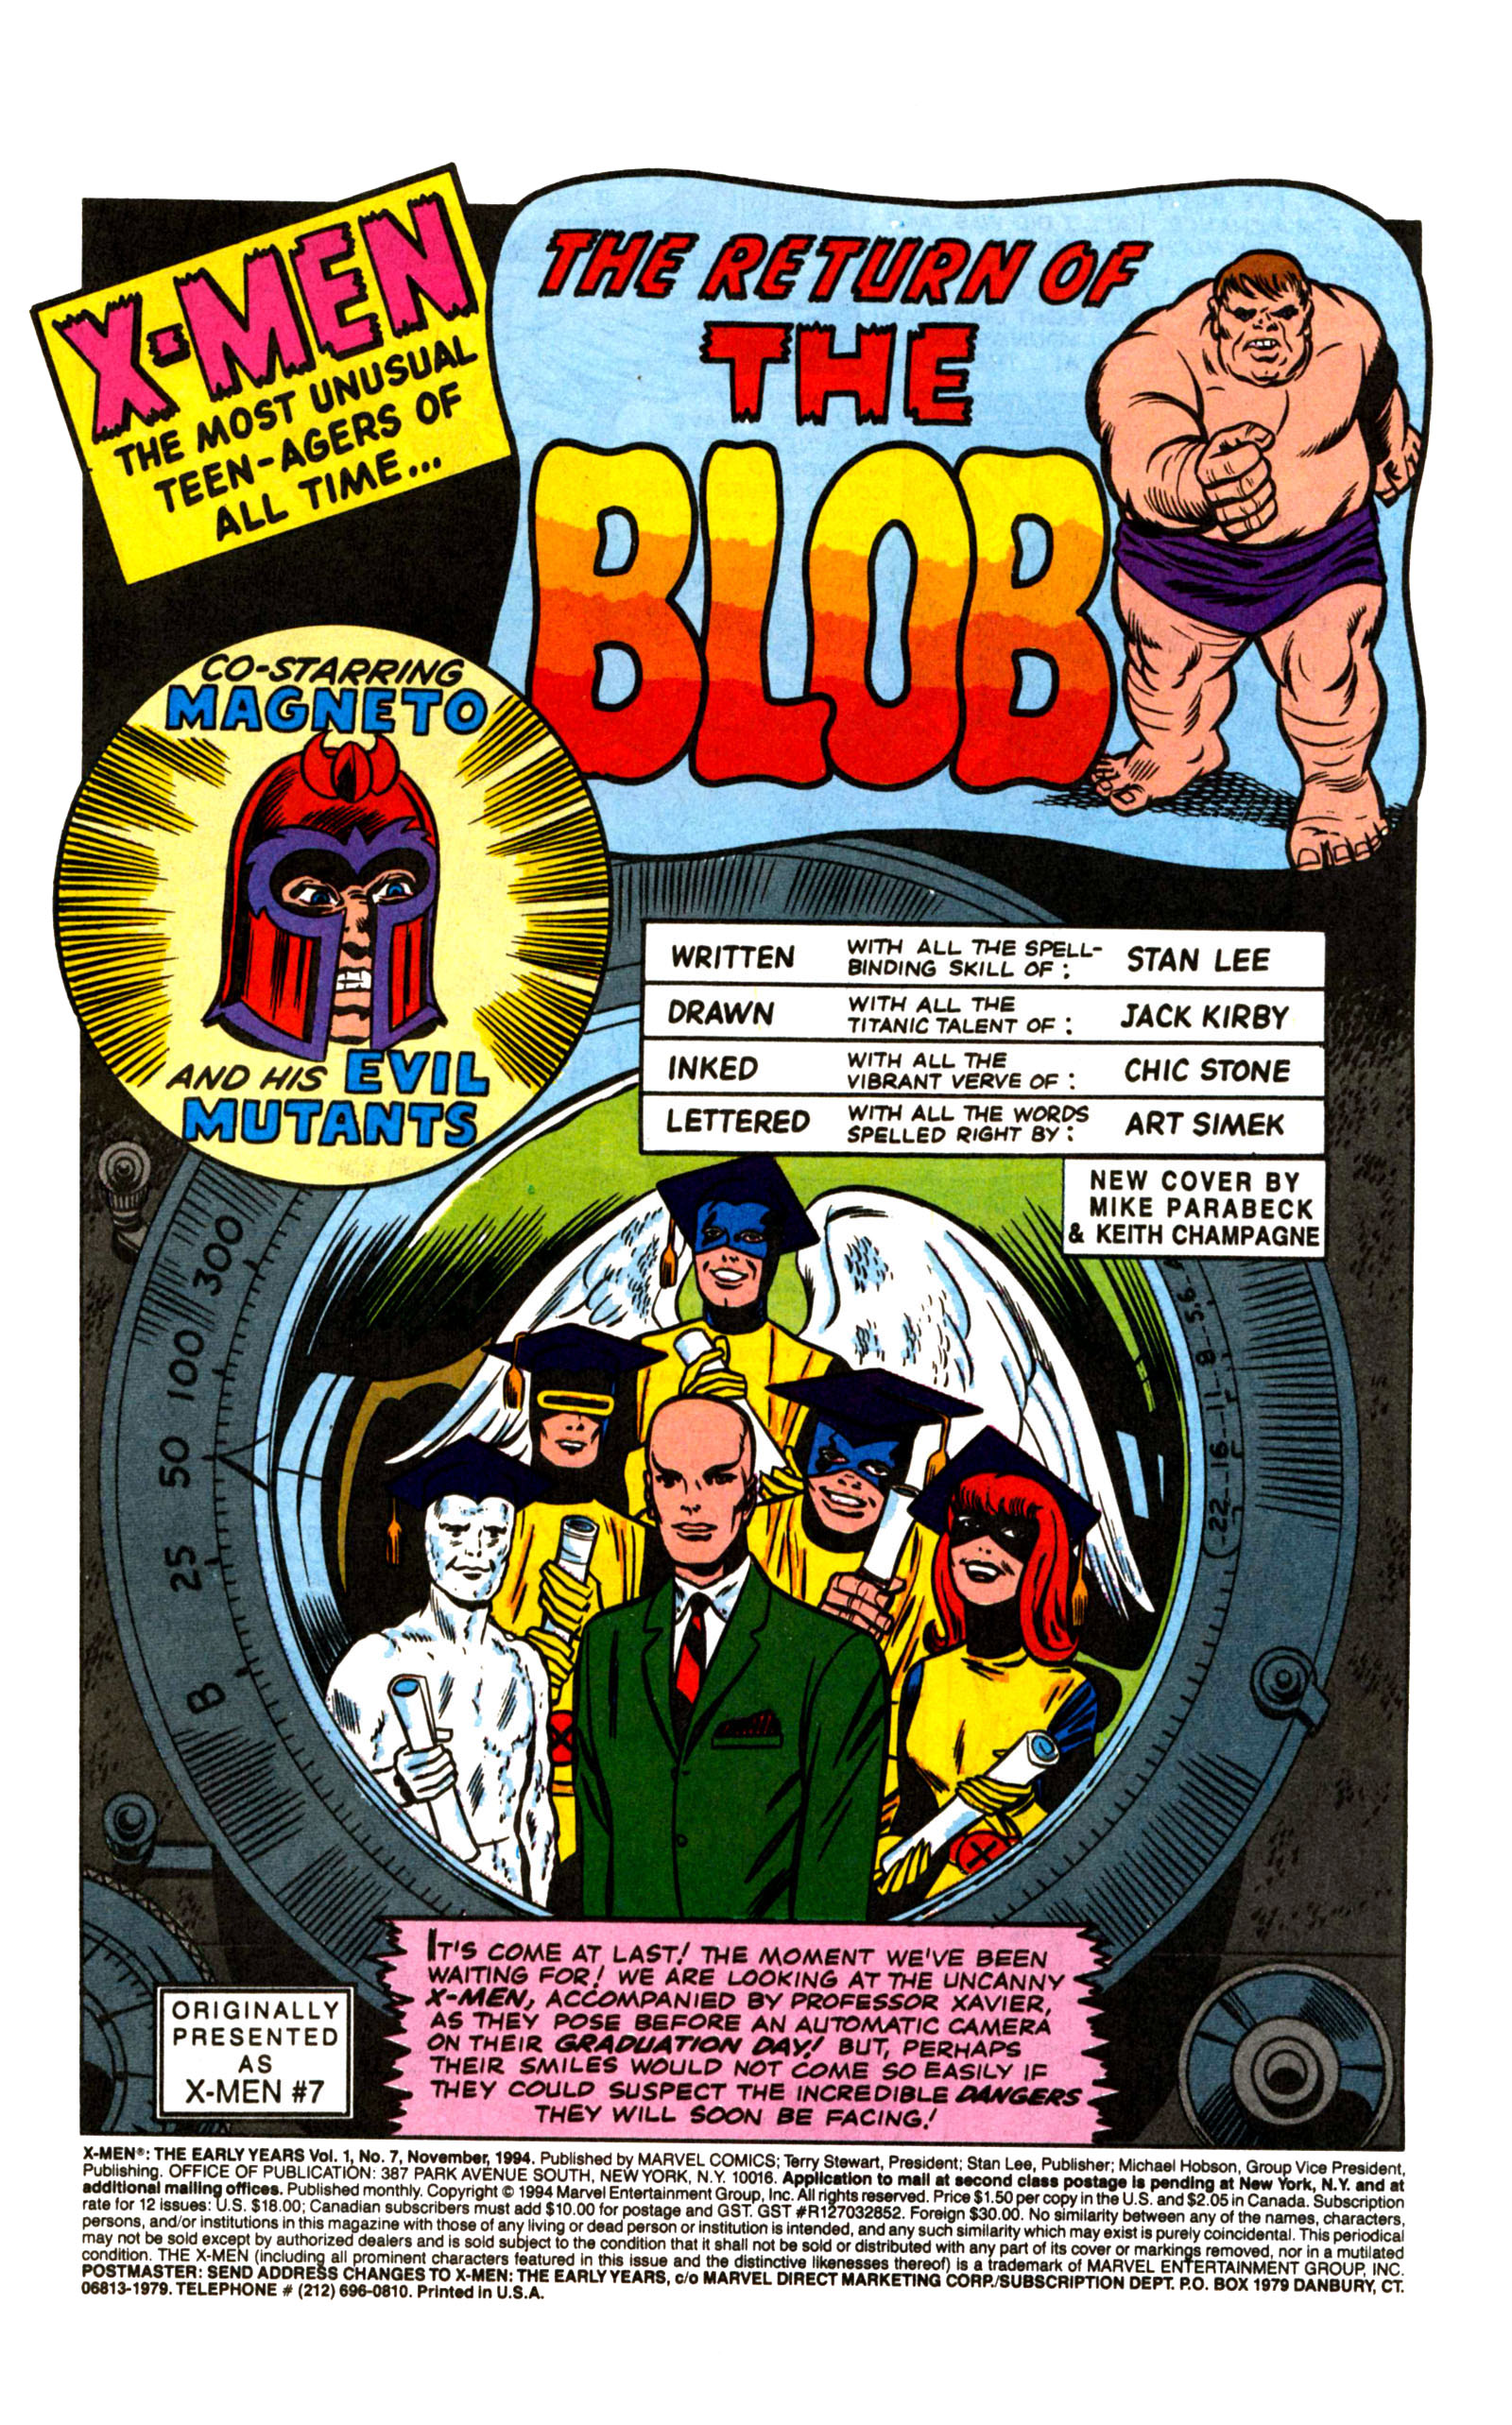 X-MEN
THE MOST UNUSUAL
TEEN-AGERS OF
ALL TIME...
THE RETURN OF
THE
BLOB
CO-STARRING
MAGNETO
AND HIS EVIL
MUTANTS
WRITTEN WITH ALL THE SPELL-
BINDING SKILL OF: STAN LEE
DRAWN WITH ALL THE
TITANIC TALENT OF: JACK KIRBY
INKED WITH ALL THE
VIBRANT VERVE OF: CHIC STONE
LETTERED WITH ALL THE WORDS
SPELLED RIGHT BY: ART SIMEK
NEW COVER BY
MIKE PARABECK
& KEITH CHAMPAGNE
300
100
50
25
B
5.6
8
11
16
22
IT'S COME AT LAST! THE MOMENT WE'VE BEEN
WAITING FOR! WE ARE LOOKING AT THE UNCANNY
X-MEN, ACCOMPANIED BY PROFESSOR XAVIER,
AS THEY POSE BEFORE AN AUTOMATIC CAMERA
ON THEIR GRADUATION DAY! BUT, PERHAPS
THEIR SMILES WOULD NOT COME SO EASILY IF
THEY COULD SUSPECT THE INCREDIBLE DANGERS
THEY WILL SOON BE FACING!
ORIGINALLY
PRESENTED
AS
X-MEN #7
X-MEN®: THE EARLY YEARS Vol. 1, No. 7, November, 1994. Published by MARVEL COMICS; Terry Stewart, President; Stan Lee, Publisher; Michael Hobson, Group Vice President,
Publishing. OFFICE OF PUBLICATION: 387 PARK AVENUE SOUTH, NEW YORK, N.Y. 10016. Application to mail at second class postage is pending at New York, N.Y. and at
additional mailing offices. Published monthly. Copyright © 1994 Marvel Entertainment Group, Inc. All rights reserved. Price $1.50 per copy in the U.S. and $2.05 in Canada. Subscription
rate for 12 issues: U.S. $18.00; Canadian subscribers must add $10.00 for postage and GST. GST #R127032852. Foreign $30.00. No similarity between any of the names, characters,
persons, and/or institutions in this magazine with those of any living or dead person or institution is intended, and any such similarity which may exist is purely coincidental. This periodical
may not be sold except by authorized dealers and is sold subject to the condition that it shall not be sold or distributed with any part of its cover or markings removed, nor in a mutilated
condition. THE X-MEN (including all prominent characters featured in this issue and the distinctive likenesses thereof) is a trademark of MARVEL ENTERTAINMENT GROUP, INC.
POSTMASTER: SEND ADDRESS CHANGES TO X-MEN: THE EARLY YEARS, c/o MARVEL DIRECT MARKETING CORP./SUBSCRIPTION DEPT. P.O. BOX 1979 DANBURY, CT.
06813-1979. TELEPHONE # (212) 696-0810. Printed in U.S.A.